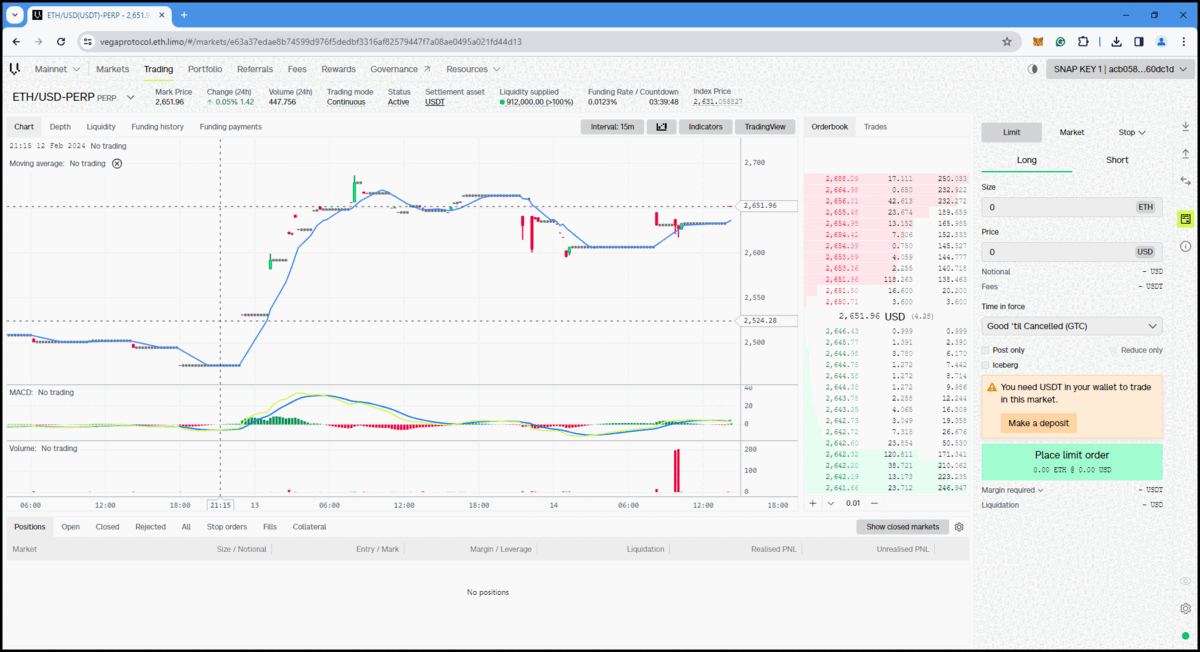 ETH/USD(USDT)-PERP - 2,651.9
vegaprotocol.eth.limo/#/markets/e63a37edae8b74599d976f5dedbf3316af82579447f7a08ae0495a021fd44d13
Mainnet Markets Trading Portfolio Referrals Fees Rewards Governance Resources
SNAP KEY 1 | acb058...60dc1d
ETH/USD-PERP PERP
Mark Price Change (24h) Volume (24h) Trading mode Status Settlement asset Liquidity supplied Funding Rate / Countdown Index Price
2,651.96 0.05% 1.42 447.756 Continuous Active USDT 912,000.00 (>100%) 0.0123% 03:39:48
Chart Depth Liquidity Funding history Funding payments Interval: 15m Indicators TradingView
21:15 12 Feb 2024 No trading
Moving average: No trading
2,700
2,651.96
2,600
2,550
2,524.28
2,500
MACD: No trading
40
20
0
Volume: No trading
200
100
0
06:00 12:00 18:00 21:15 13 06:00 12:00 18:00 14 06:00 12:00 18:00
Orderbook Trades
17.111 250.033
2,664.98 0.650 232.922
2,656.01 42.613 232.272
2,655.48 23.674 189.659
2,654.95 13.152 165.985
2,654.42 7.306 152.833
2,654.39 0.750 145.527
2,653.69 4.059 144.777
2,653.36 2.255 140.718
2,651.96 118.263 138.463
16.600 20.200
2,650.71 3.600 3.600
2,651.96 USD (4.28)
2,646.43 0.999 0.999
2,645.77 1.391 2.390
2,644.98 3.780 6.170
2,644.78 1.272 7.442
2,644.58 1.272 8.714
2,644.38 1.272 9.986
2,643.78 2.258 12.244
2,643.25 4.065 16.309
2,642.73 3.049 19.358
2,642.72 7.318 26.676
2,642.60 23.854 50.530
2,642.32 120.811 171.341
2,642.20 38.721 210.062
2,642.19 13.173 223.235
2,641.66 23.712 246.947
0.01
Limit Market Stop
Long Short
Size
0 ETH
Price
0 USD
Notional - USD
Fees - USDT
Time in force
Good 'til Cancelled (GTC)
Post only Reduce only
Iceberg
You need USDT in your wallet to trade
in this market.
Make a deposit
Place limit order
0.00 ETH @ 0.00 USD
Margin required - USDT
Liquidation - USD
Positions Open Closed Rejected All Stop orders Fills Collateral Show closed markets
Market Size / Notional Entry / Mark Margin / Leverage Liquidation Realised PNL Unrealised PNL
No positions